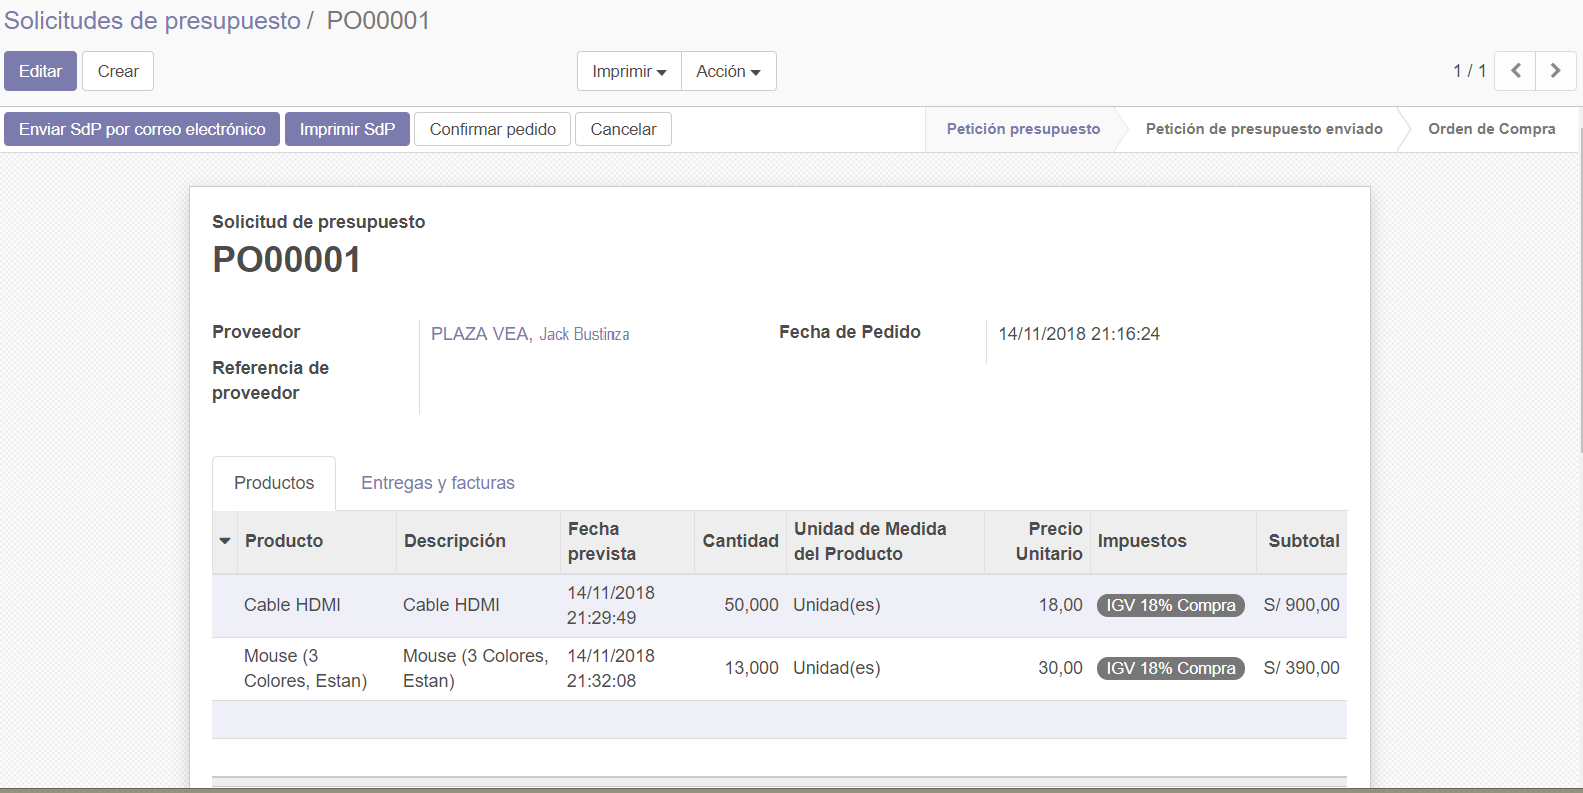 Solicitudes de presupuesto / PO00001
Editar Crear Imprimir Acción 1 / 1
Enviar SdP por correo electrónico Imprimir SdP Confirmar pedido Cancelar Petición presupuesto Petición de presupuesto enviado Orden de Compra
Solicitud de presupuesto
PO00001
Proveedor PLAZA VEA, Jack Bustinza Fecha de Pedido 14/11/2018 21:16:24
Referencia de
proveedor
Productos Entregas y facturas
Producto Descripción Fecha prevista Cantidad Unidad de Medida del Producto Precio Unitario Impuestos Subtotal
Cable HDMI Cable HDMI 14/11/2018 21:29:49 50,000 Unidad(es) 18,00 IGV 18% Compra S/ 900,00
Mouse (3 Colores, Estan) Mouse (3 Colores, Estan) 14/11/2018 21:32:08 13,000 Unidad(es) 30,00 IGV 18% Compra S/ 390,00